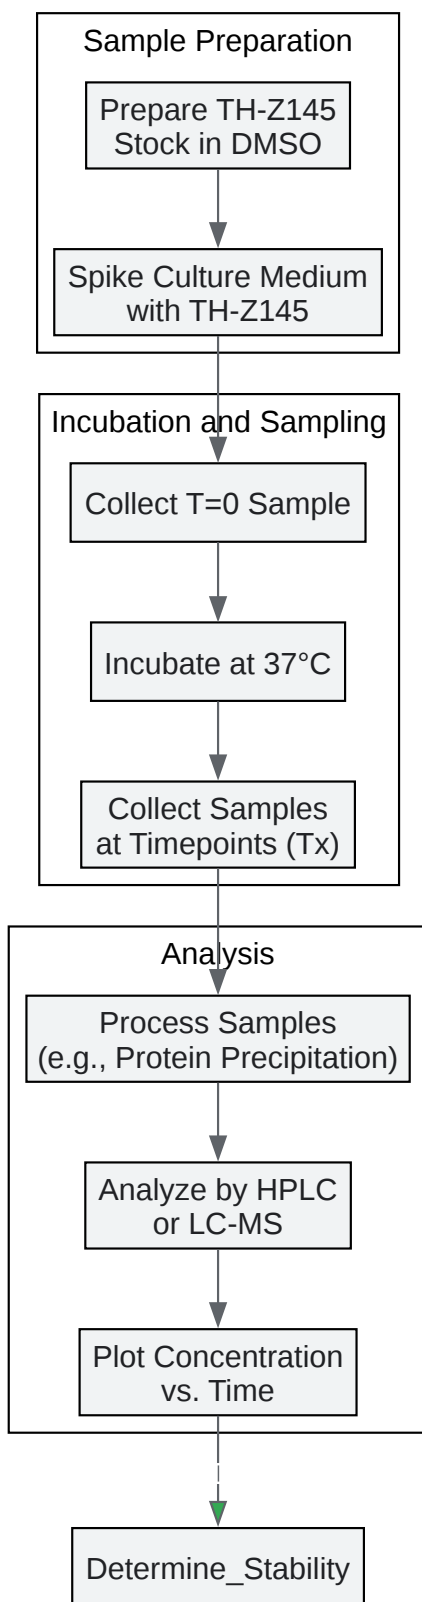 Sample Preparation
Prepare TH-Z145
Stock in DMSO
Spike Culture Medium
with TH-Z145
Incubation and Sampling
Collect T=0 Sample
Incubate at 37°C
Collect Samples
at Timepoints (Tx)
Analysis
Process Samples
(e.g., Protein Precipitation)
Analyze by HPLC
or LC-MS
Plot Concentration
vs. Time
Determine_Stability